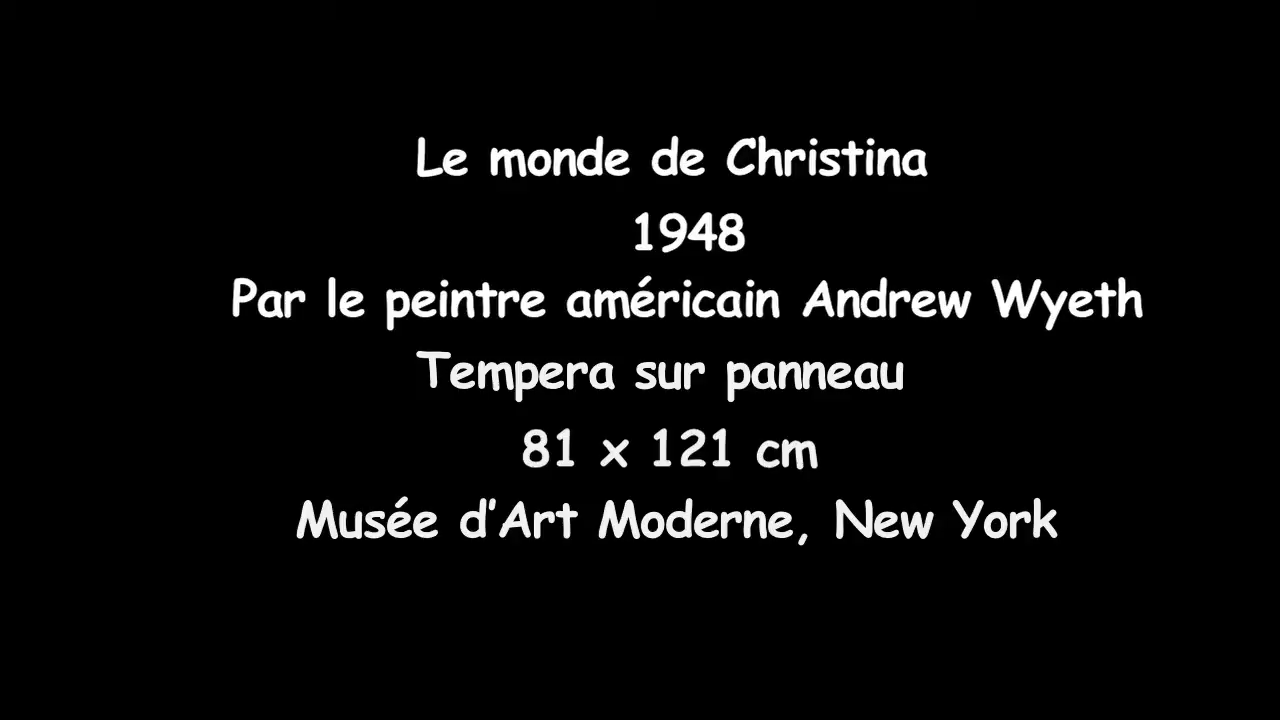 Le monde de Christina
1948
Par le peintre américain Andrew Wyeth
Tempera sur panneau
81 x 121 cm
Musée d'Art Moderne, New York